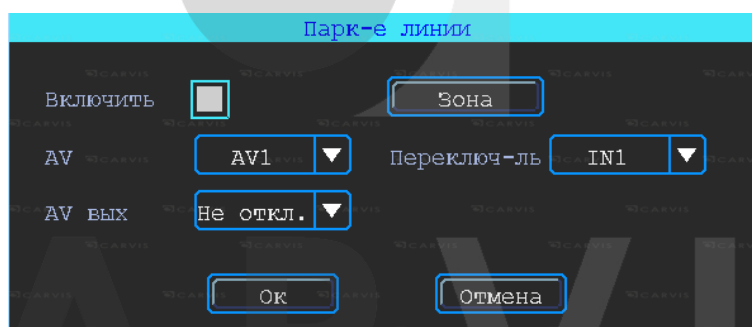 Парк-е линии
Включить Зона
AV AV1 Переключ-ль IN1
AV вых Не откл.
Ок Отмена